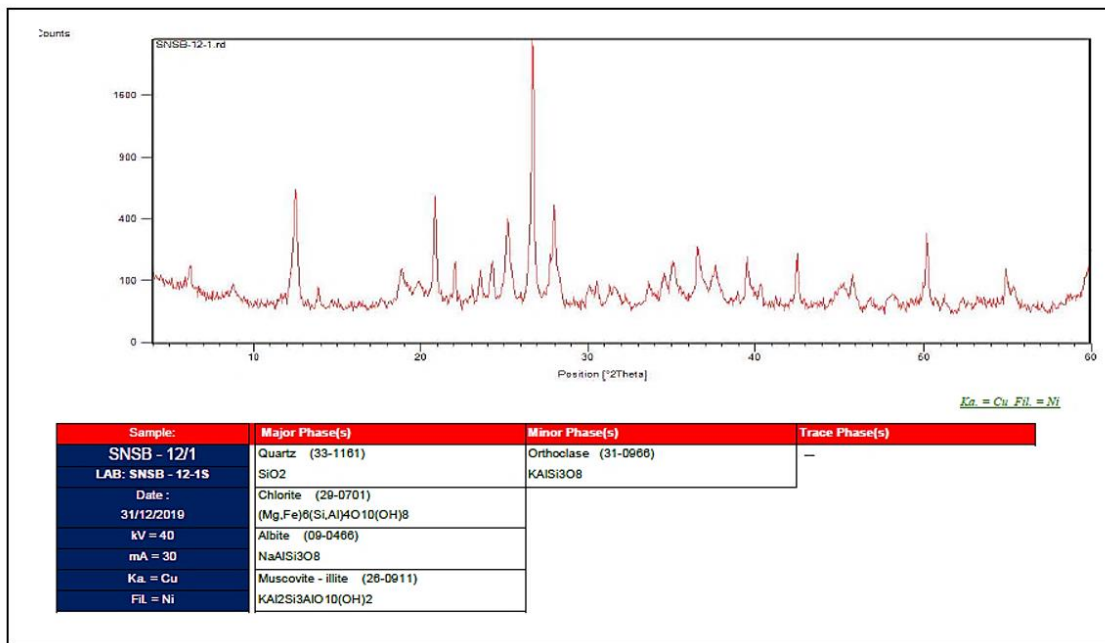 Counts
SNSB-12-1.rd
1600
900
400
100
0
10
20
30
40
50
60
Position [°2Theta]
Ka. = Cu Fil. = Ni
Sample: Major Phase(s) Minor Phase(s) Trace Phase(s)
SNSB - 12/1 Quartz (33-1161) Orthoclase (31-0966) —
LAB: SNSB - 12-1S SiO2 KAlSi3O8
Date : Chlorite (29-0701)
31/12/2019 (Mg,Fe)6(Si,Al)4O10(OH)8
kV = 40 Albite (09-0466)
mA = 30 NaAlSi3O8
Ka. = Cu Muscovite - illite (26-0911)
Fil. = Ni KAl2Si3AlO10(OH)2